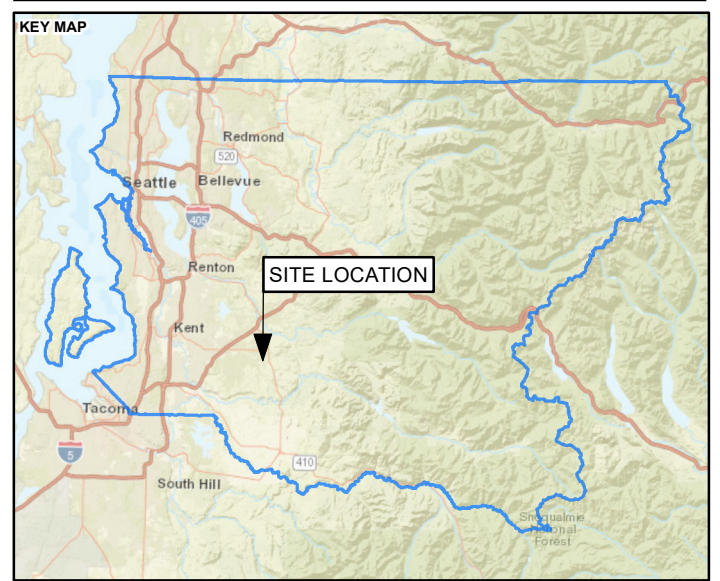 KEY MAP
Redmond
520
Seattle
Bellevue
405
Renton
SITE LOCATION
Kent
Tacoma
5
410
South Hill
Snoqualmie
National
Forest